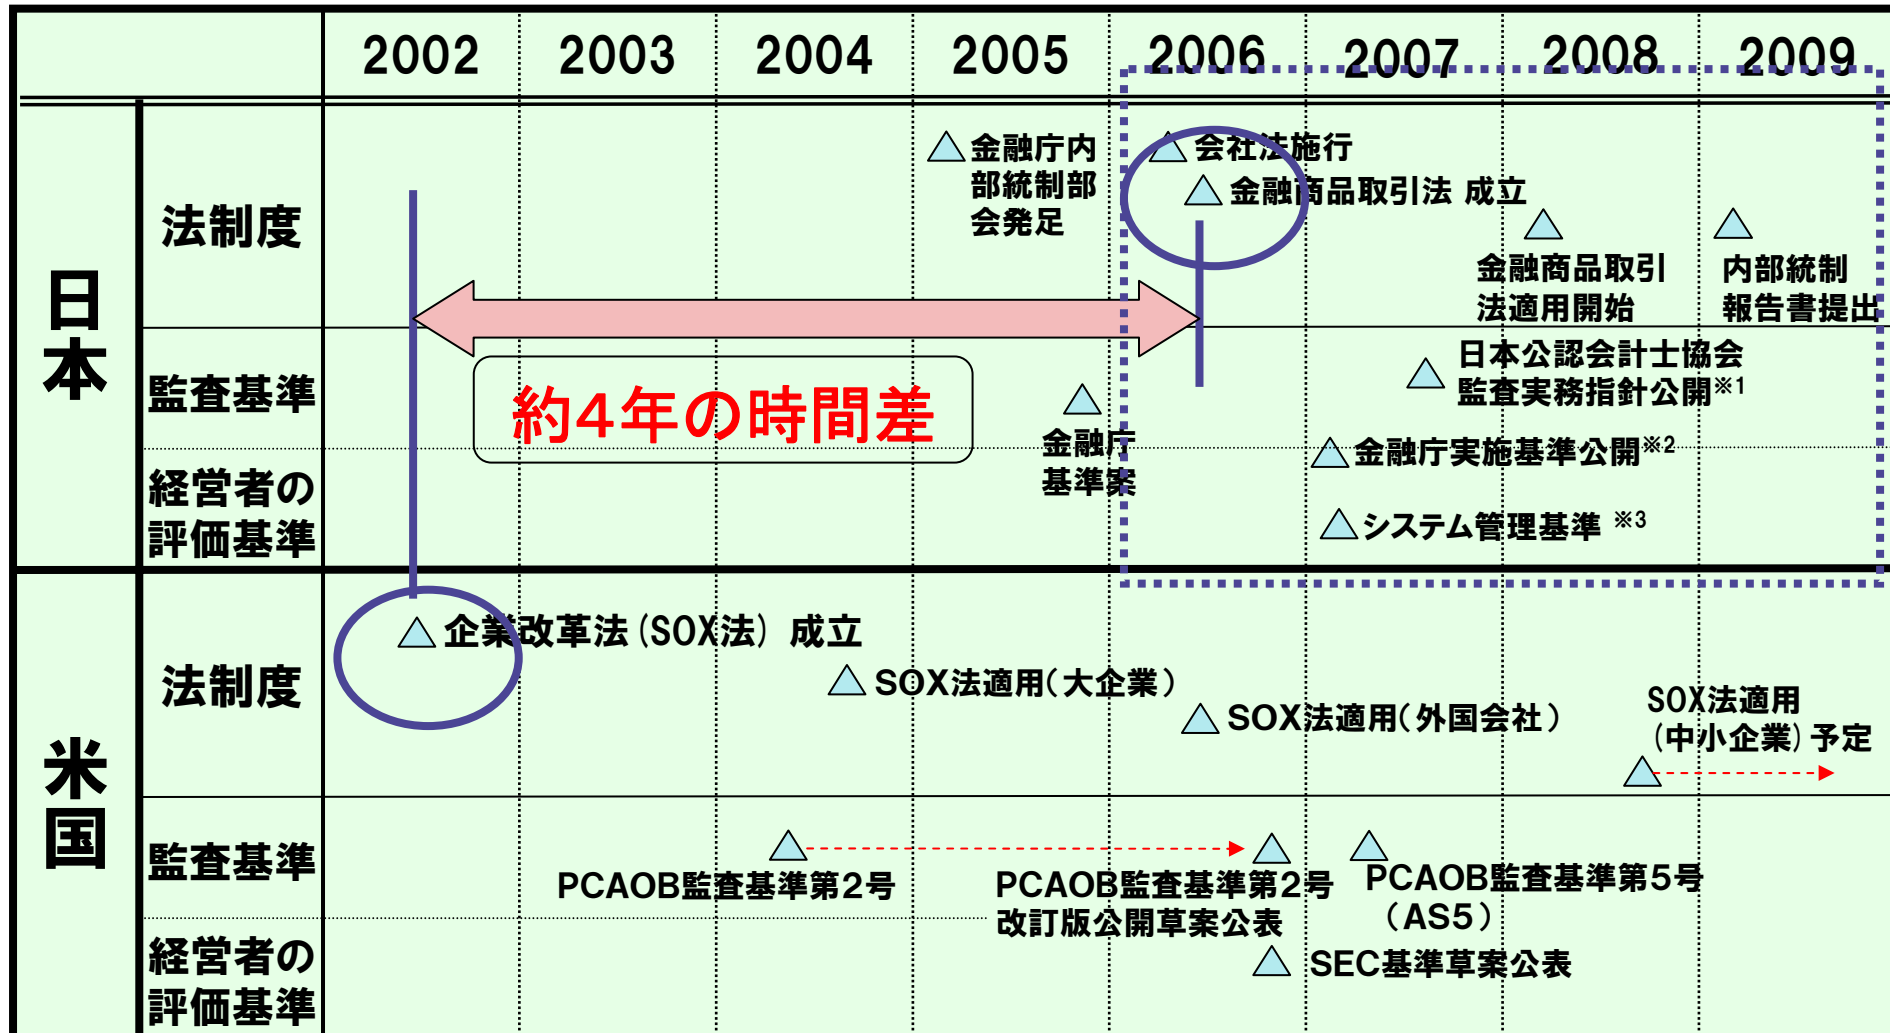 2002 2003 2004 2005 2006 2007 2008 2009
日本
法制度
金融庁内
部統制部
会発足
会社法施行
金融商品取引法 成立
金融商品取引
法適用開始
内部統制
報告書提出
約4年の時間差
監査基準
金融庁
基準案
日本公認会計士協会
監査実務指針公開※1
経営者の
評価基準
金融庁実施基準公開※2
システム管理基準 ※3
米国
法制度
企業改革法(SOX法) 成立
SOX法適用(大企業)
SOX法適用(外国会社)
SOX法適用
(中小企業)予定
監査基準
PCAOB監査基準第2号
PCAOB監査基準第2号
改訂版公開草案公表
PCAOB監査基準第5号
(AS5)
経営者の
評価基準
SEC基準草案公表